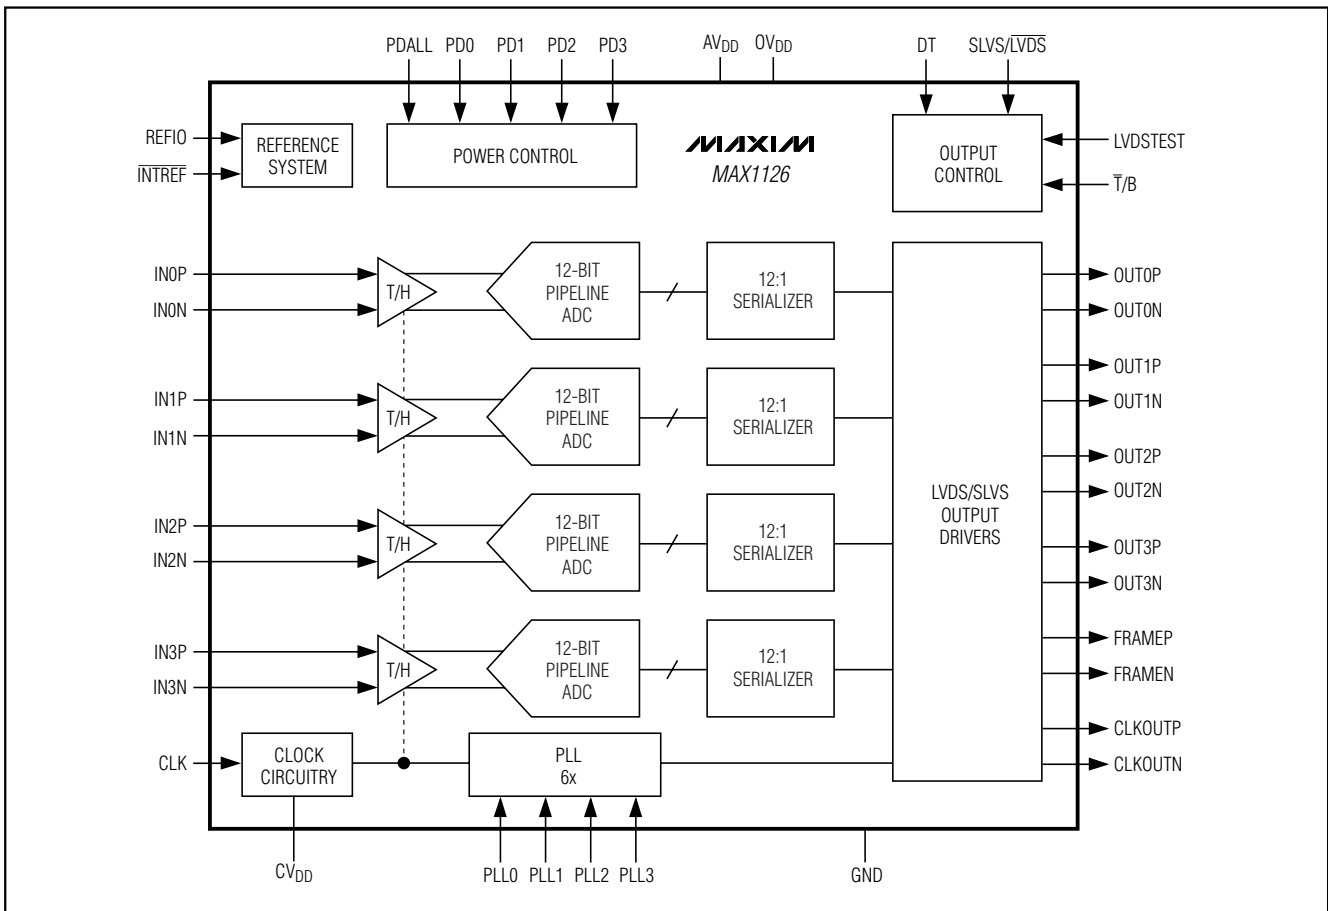 PDALL PD0 PD1 PD2 PD3 AVDD OVDD DT SLVS/L̅V̅D̅S̅
REFIO
I̅N̅T̅R̅E̅F̅
REFERENCE
SYSTEM
POWER CONTROL
MAXIM
MAX1126
OUTPUT
CONTROL
LVDSTEST
T̅/B
IN0P
IN0N
T/H
12-BIT
PIPELINE
ADC
12:1
SERIALIZER
OUT0P
OUT0N
IN1P
IN1N
T/H
12-BIT
PIPELINE
ADC
12:1
SERIALIZER
OUT1P
OUT1N
IN2P
IN2N
T/H
12-BIT
PIPELINE
ADC
12:1
SERIALIZER
LVDS/SLVS
OUTPUT
DRIVERS
OUT2P
OUT2N
OUT3P
OUT3N
IN3P
IN3N
T/H
12-BIT
PIPELINE
ADC
12:1
SERIALIZER
FRAMEP
FRAMEN
CLK
CLOCK
CIRCUITRY
PLL
6x
CLKOUTP
CLKOUTN
CVDD
PLL0 PLL1 PLL2 PLL3
GND